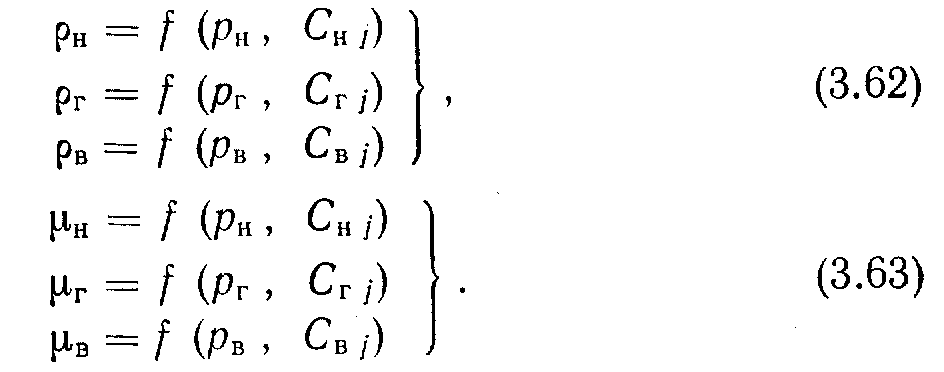 ρн = f (pн , Cн j)
ρг = f (pг , Cг j) } , (3.62)
ρв = f (pв , Cв j)
μн = f (pн , Cн j)
μг = f (pг , Cг j) } . (3.63)
μв = f (pв , Cв j)